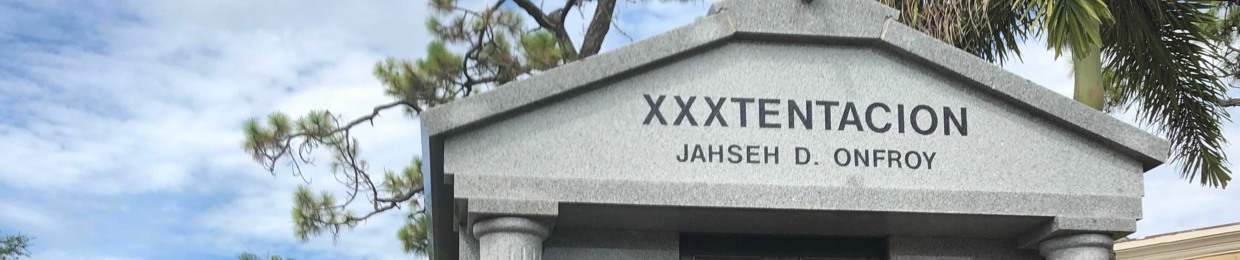 XXXTENTACION
JAHSEH D. ONFROY